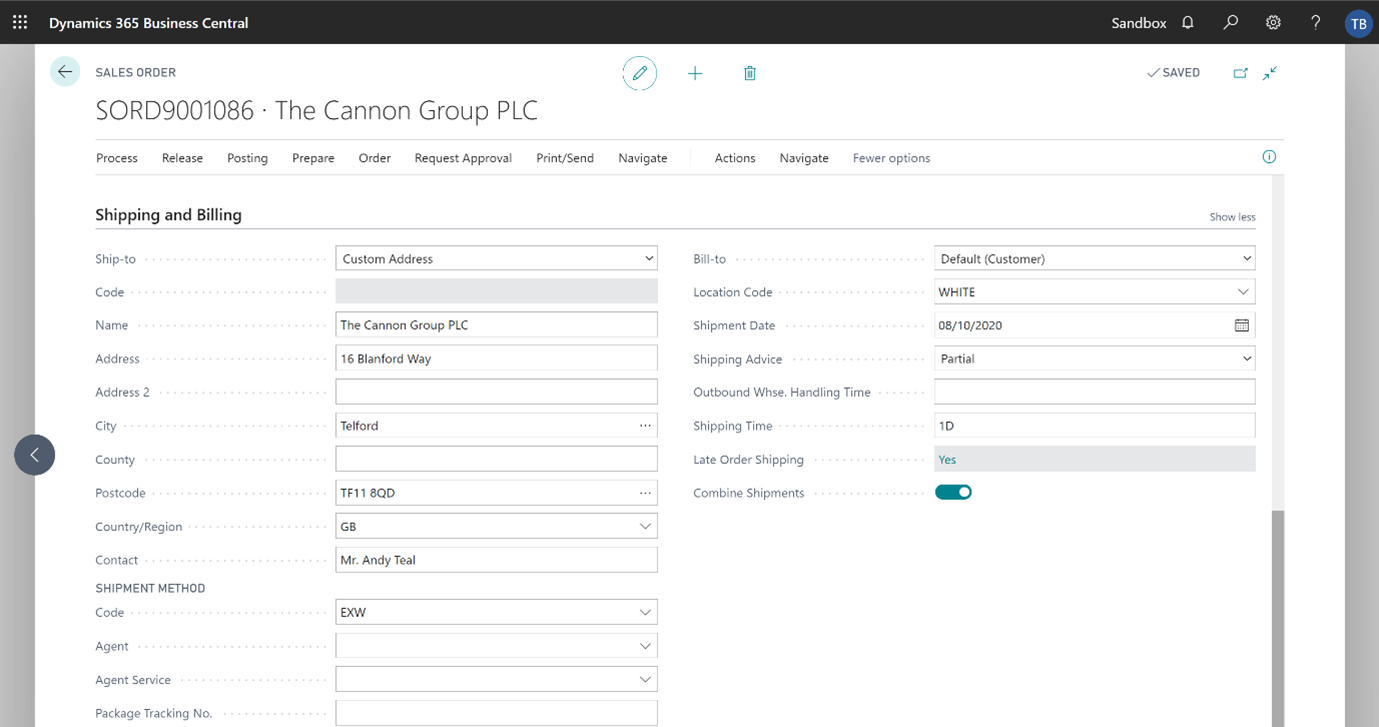 Dynamics 365 Business Central Sandbox ? TB
SALES ORDER SAVED
SORD9001086 · The Cannon Group PLC
Process Release Posting Prepare Order Request Approval Print/Send Navigate Actions Navigate Fewer options
Shipping and Billing Show less
Ship-to Custom Address
Code
Name The Cannon Group PLC
Address 16 Blanford Way
Address 2
City Telford ...
County
Postcode TF11 8QD ...
Country/Region GB
Contact Mr. Andy Teal
SHIPMENT METHOD
Code EXW
Agent
Agent Service
Package Tracking No.
Bill-to Default (Customer)
Location Code WHITE
Shipment Date 08/10/2020
Shipping Advice Partial
Outbound Whse. Handling Time
Shipping Time 1D
Late Order Shipping Yes
Combine Shipments